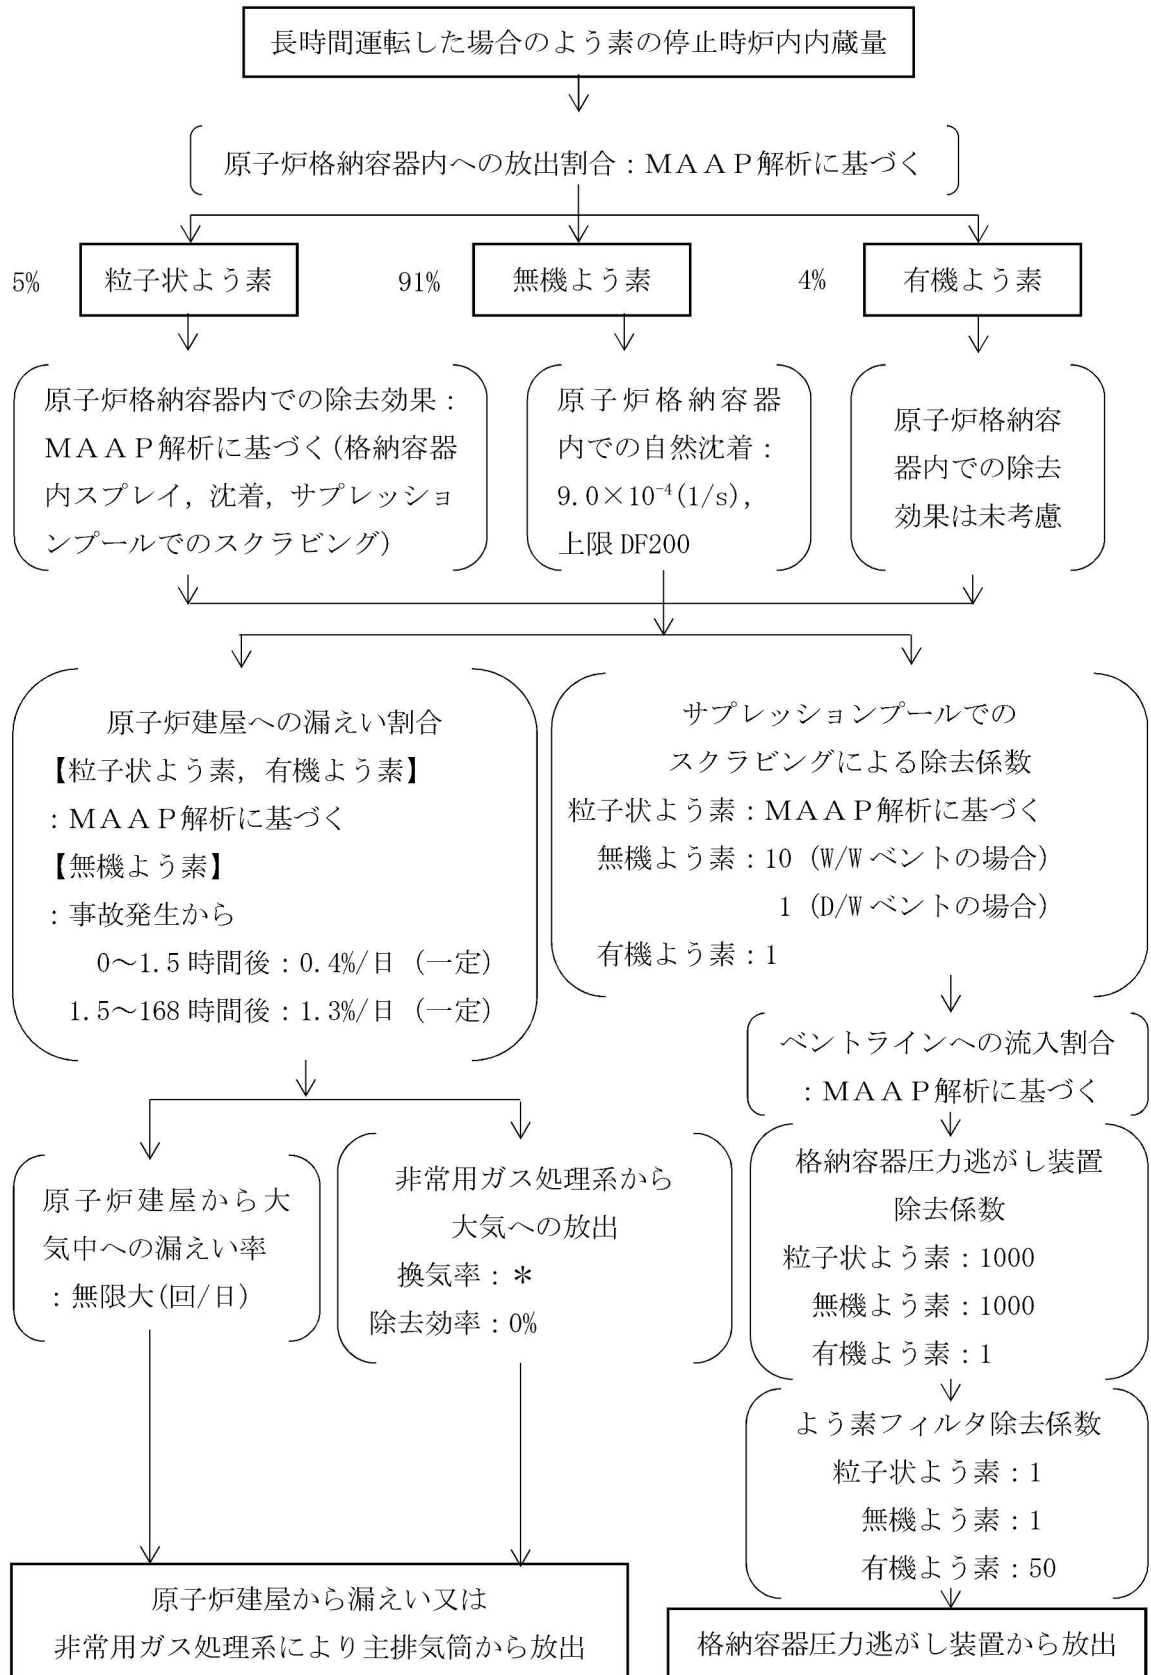 長時間運転した場合のよう素の停止時炉内内蔵量
原子炉格納容器内への放出割合：ＭＡＡＰ解析に基づく
5%
粒子状よう素
91%
無機よう素
4%
有機よう素
原子炉格納容器内での除去効果：
ＭＡＡＰ解析に基づく(格納容器
内スプレイ, 沈着, サプレッショ
ンプールでのスクラビング)
原子炉格納容器
内での自然沈着：
9.0×10⁻⁴(1/s),
上限 DF200
原子炉格納容
器内での除去
効果は未考慮
原子炉建屋への漏えい割合
【粒子状よう素, 有機よう素】
：ＭＡＡＰ解析に基づく
【無機よう素】
：事故発生から
0～1.5 時間後：0.4%/日 (一定)
1.5～168 時間後：1.3%/日 (一定)
サプレッションプールでの
スクラビングによる除去係数
粒子状よう素：ＭＡＡＰ解析に基づく
無機よう素：10 (W/W ベントの場合)
1 (D/W ベントの場合)
有機よう素：1
ベントラインへの流入割合
：ＭＡＡＰ解析に基づく
原子炉建屋から大
気中への漏えい率
：無限大(回/日)
非常用ガス処理系から
大気への放出
換気率：＊
除去効率：0%
格納容器圧力逃がし装置
除去係数
粒子状よう素：1000
無機よう素：1000
有機よう素：1
よう素フィルタ除去係数
粒子状よう素：1
無機よう素：1
有機よう素：50
原子炉建屋から漏えい又は
非常用ガス処理系により主排気筒から放出
格納容器圧力逃がし装置から放出